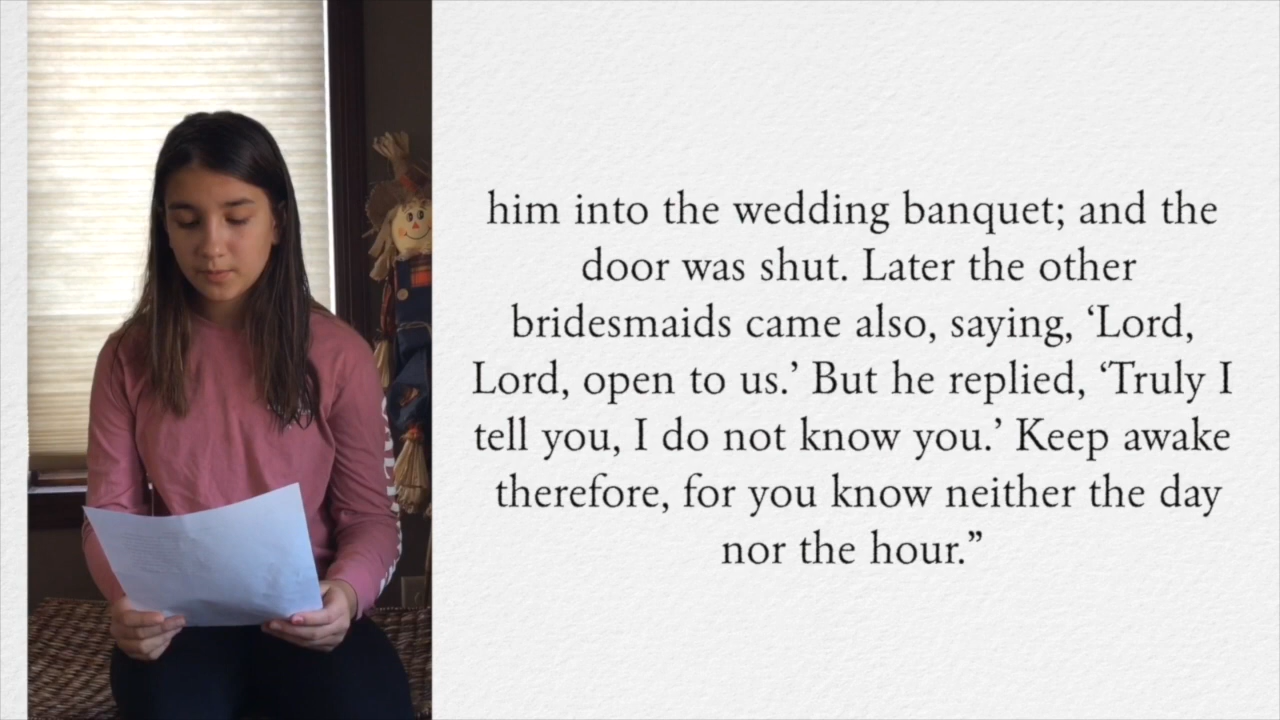 him into the wedding banquet; and the
door was shut. Later the other
bridesmaids came also, saying, ‘Lord,
Lord, open to us.’ But he replied, ‘Truly I
tell you, I do not know you.’ Keep awake
therefore, for you know neither the day
nor the hour.”